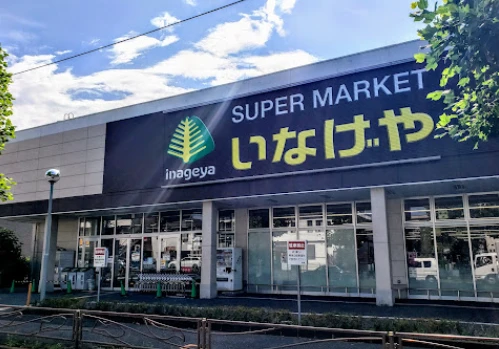 SUPER MARKET
いなげや
inageya